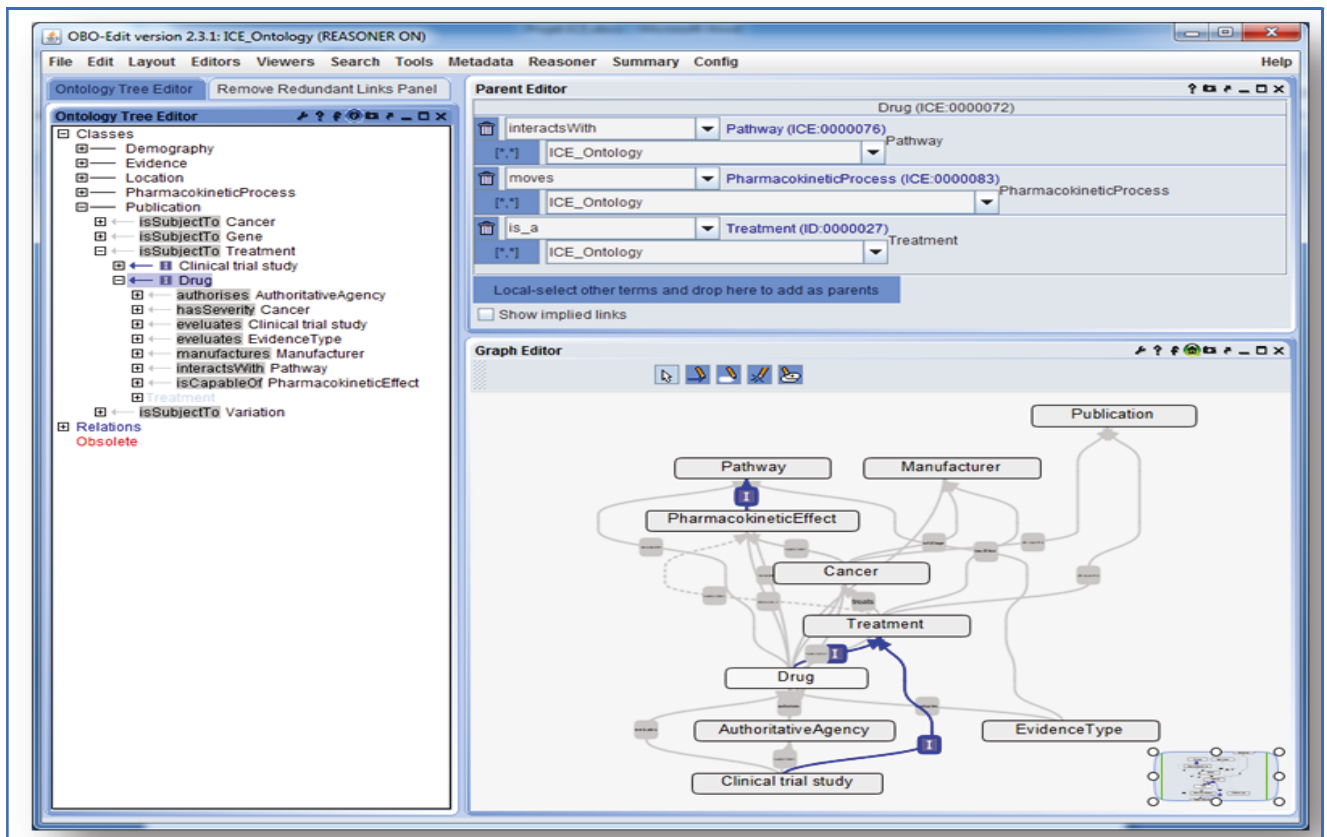 OBO-Edit version 2.3.1: ICE_Ontology (REASONER ON)
File Edit Layout Editors Viewers Search Tools Metadata Reasoner Summary Config Help
Ontology Tree Editor Remove Redundant Links Panel
Ontology Tree Editor
Classes
Demography
Evidence
Location
PharmacokineticProcess
Publication
isSubjectTo Cancer
isSubjectTo Gene
isSubjectTo Treatment
I Clinical trial study
I Drug
authorises AuthoritativeAgency
hasSeverity Cancer
eveluates Clinical trial study
eveluates EvidenceType
manufactures Manufacturer
interactsWith Pathway
isCapableOf PharmacokineticEffect
Treatment
isSubjectTo Variation
Relations
Obsolete
Parent Editor
Drug (ICE:0000072)
interactsWith Pathway (ICE:0000076)
Pathway
[*,*] ICE_Ontology
moves PharmacokineticProcess (ICE:0000083)
PharmacokineticProcess
[*,*] ICE_Ontology
is_a Treatment (ID:0000027)
Treatment
[*,*] ICE_Ontology
Local-select other terms and drop here to add as parents
Show implied links
Graph Editor
Publication
Pathway Manufacturer
I
PharmacokineticEffect
Cancer
Treatment
I
Drug
AuthoritativeAgency EvidenceType
I
Clinical trial study